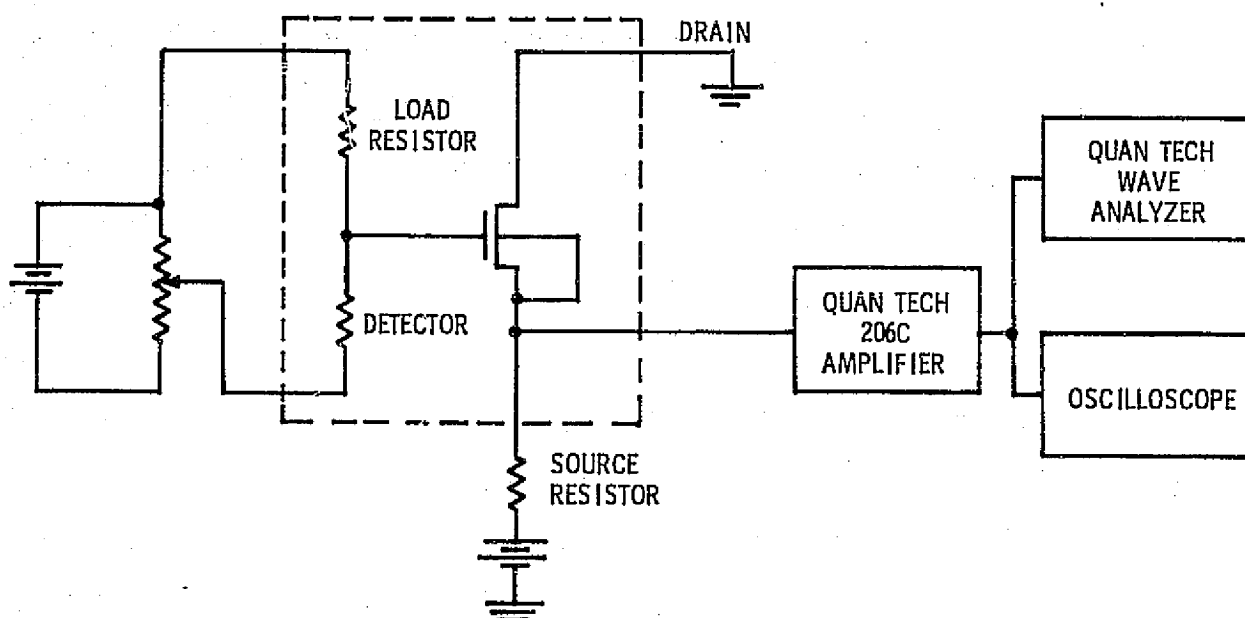 DRAIN
LOAD
RESISTOR
QUAN TECH
WAVE
ANALYZER
DETECTOR
QUAN TECH
206C
AMPLIFIER
OSCILLOSCOPE
SOURCE
RESISTOR